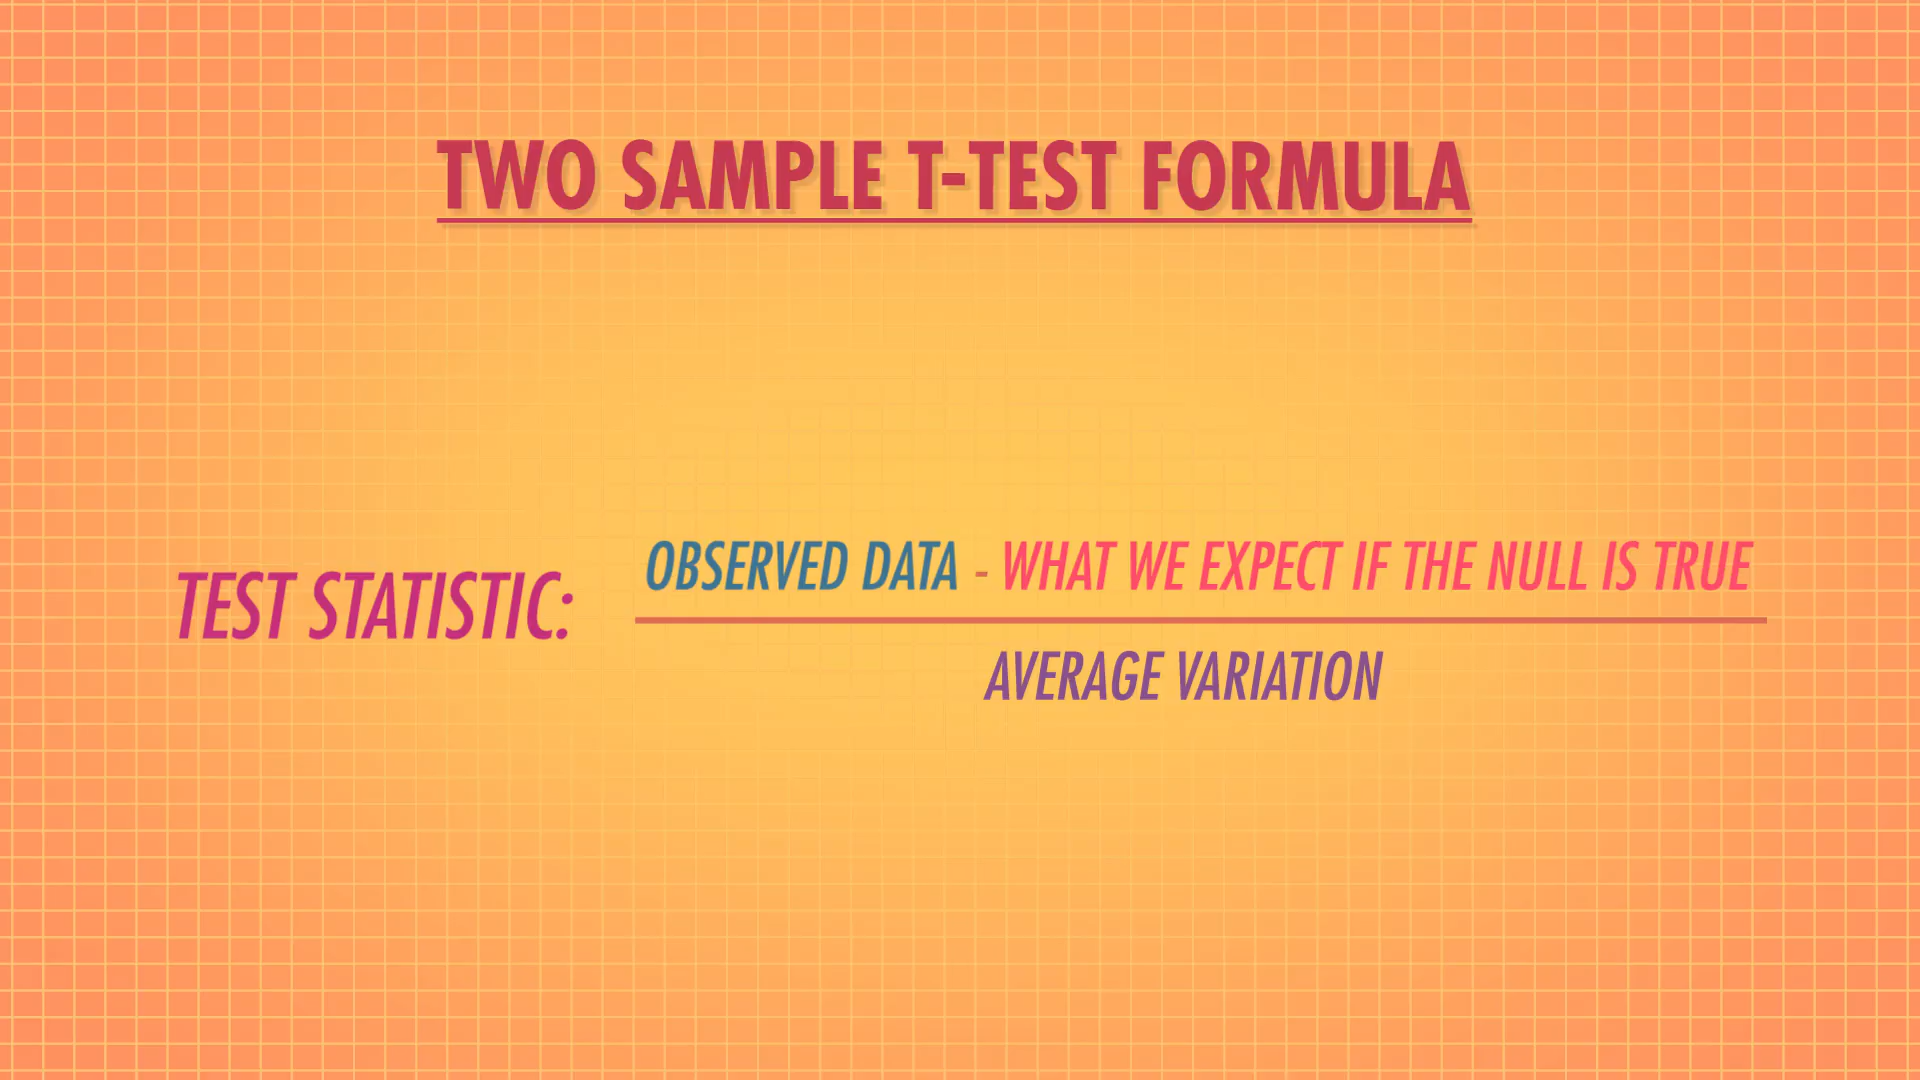 TWO SAMPLE T-TEST FORMULA
TEST STATISTIC:
OBSERVED DATA - WHAT WE EXPECT IF THE NULL IS TRUE
AVERAGE VARIATION